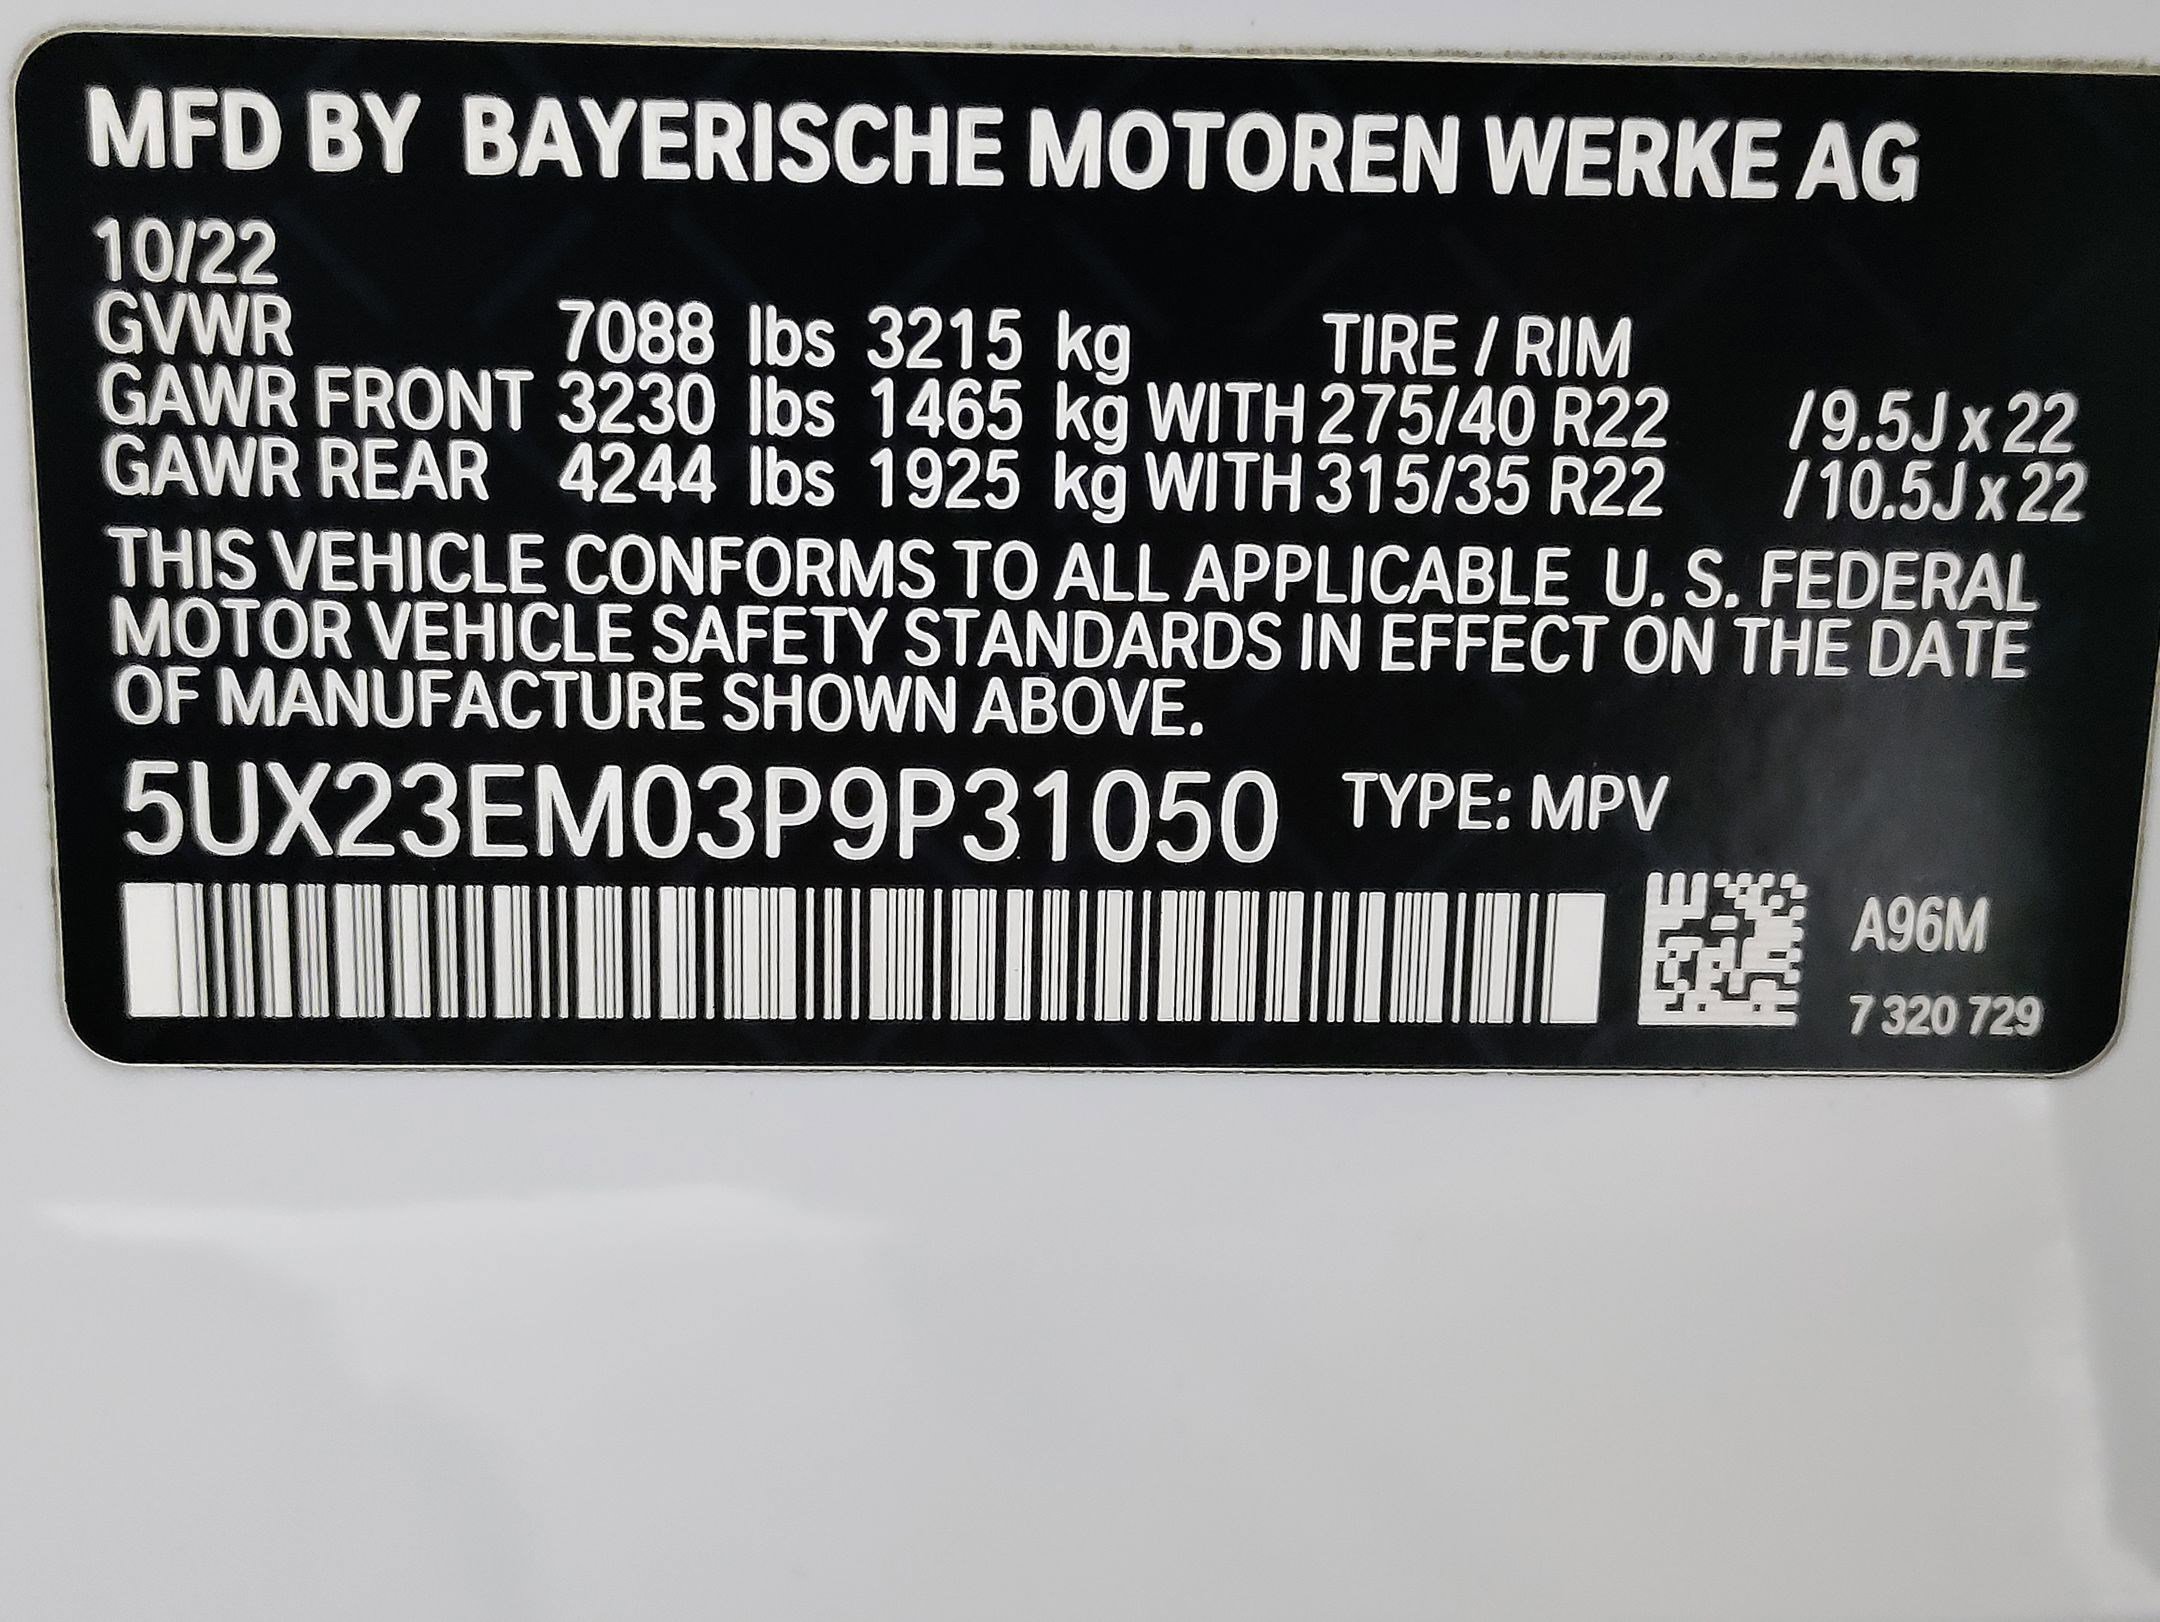 MFD BY BAYERISCHE MOTOREN WERKE AG
10/22
GVWR 7088 lbs 3215 kg TIRE / RIM
GAWR FRONT 3230 lbs 1465 kg WITH 275/40 R22 / 9.5J x 22
GAWR REAR 4244 lbs 1925 kg WITH 315/35 R22 / 10.5J x 22
THIS VEHICLE CONFORMS TO ALL APPLICABLE U. S. FEDERAL
MOTOR VEHICLE SAFETY STANDARDS IN EFFECT ON THE DATE
OF MANUFACTURE SHOWN ABOVE.
5UX23EM03P9P31050 TYPE: MPV
A96M
7 320 729